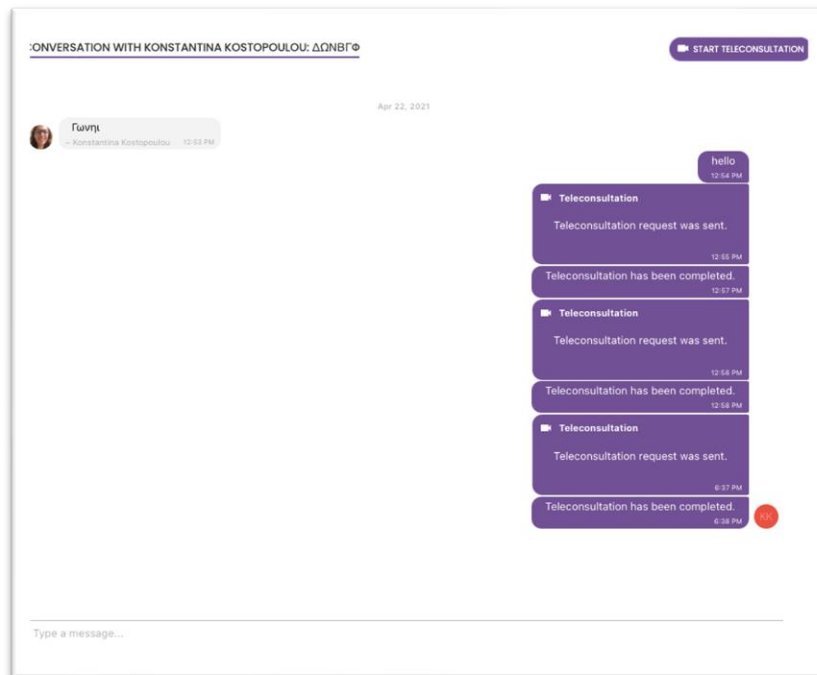 :ONVERSATION WITH KONSTANTINA KOSTOPOULOU: ΔΩΝΒΓΦ
START TELECONSULTATION
Apr 22, 2021
Γωνηι
– Konstantina Kostopoulou 12:53 PM
hello
12:54 PM
Teleconsultation
Teleconsultation request was sent.
12:55 PM
Teleconsultation has been completed.
12:57 PM
Teleconsultation
Teleconsultation request was sent.
12:58 PM
Teleconsultation has been completed.
12:58 PM
Teleconsultation
Teleconsultation request was sent.
6:37 PM
Teleconsultation has been completed.
6:38 PM
KK
Type a message...